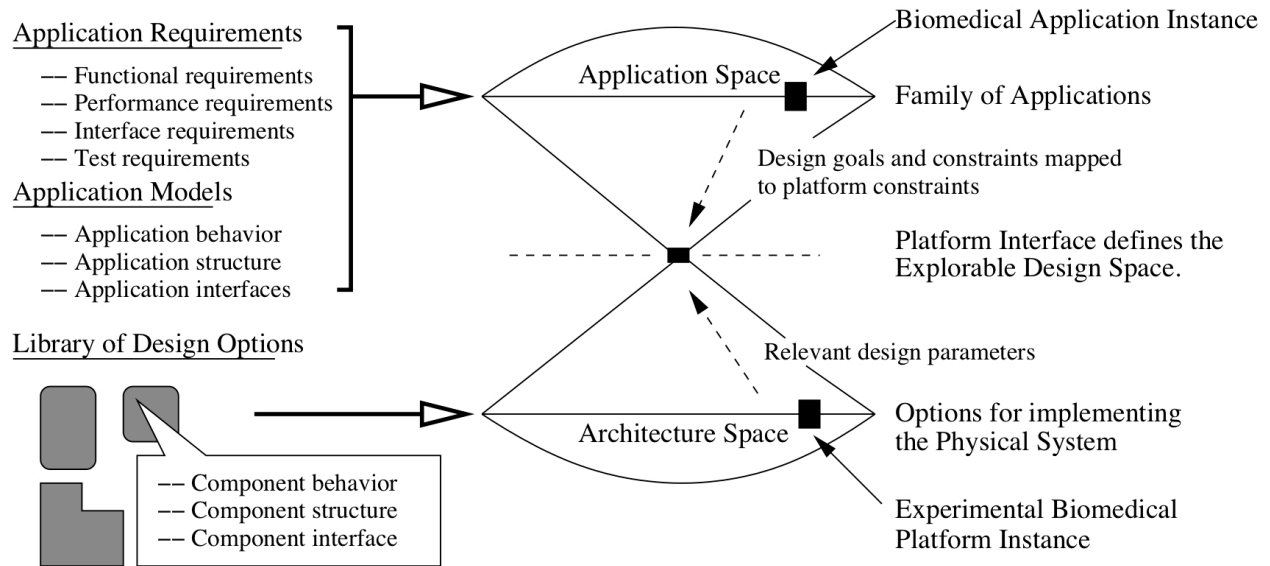 Application Requirements
—— Functional requirements
—— Performance requirements
—— Interface requirements
—— Test requirements
Application Models
—— Application behavior
—— Application structure
—— Application interfaces
Library of Design Options
—— Component behavior
—— Component structure
—— Component interface
Application Space
Biomedical Application Instance
Family of Applications
Design goals and constraints mapped
to platform constraints
Platform Interface defines the
Explorable Design Space.
Relevant design parameters
Architecture Space
Options for implementing
the Physical System
Experimental Biomedical
Platform Instance